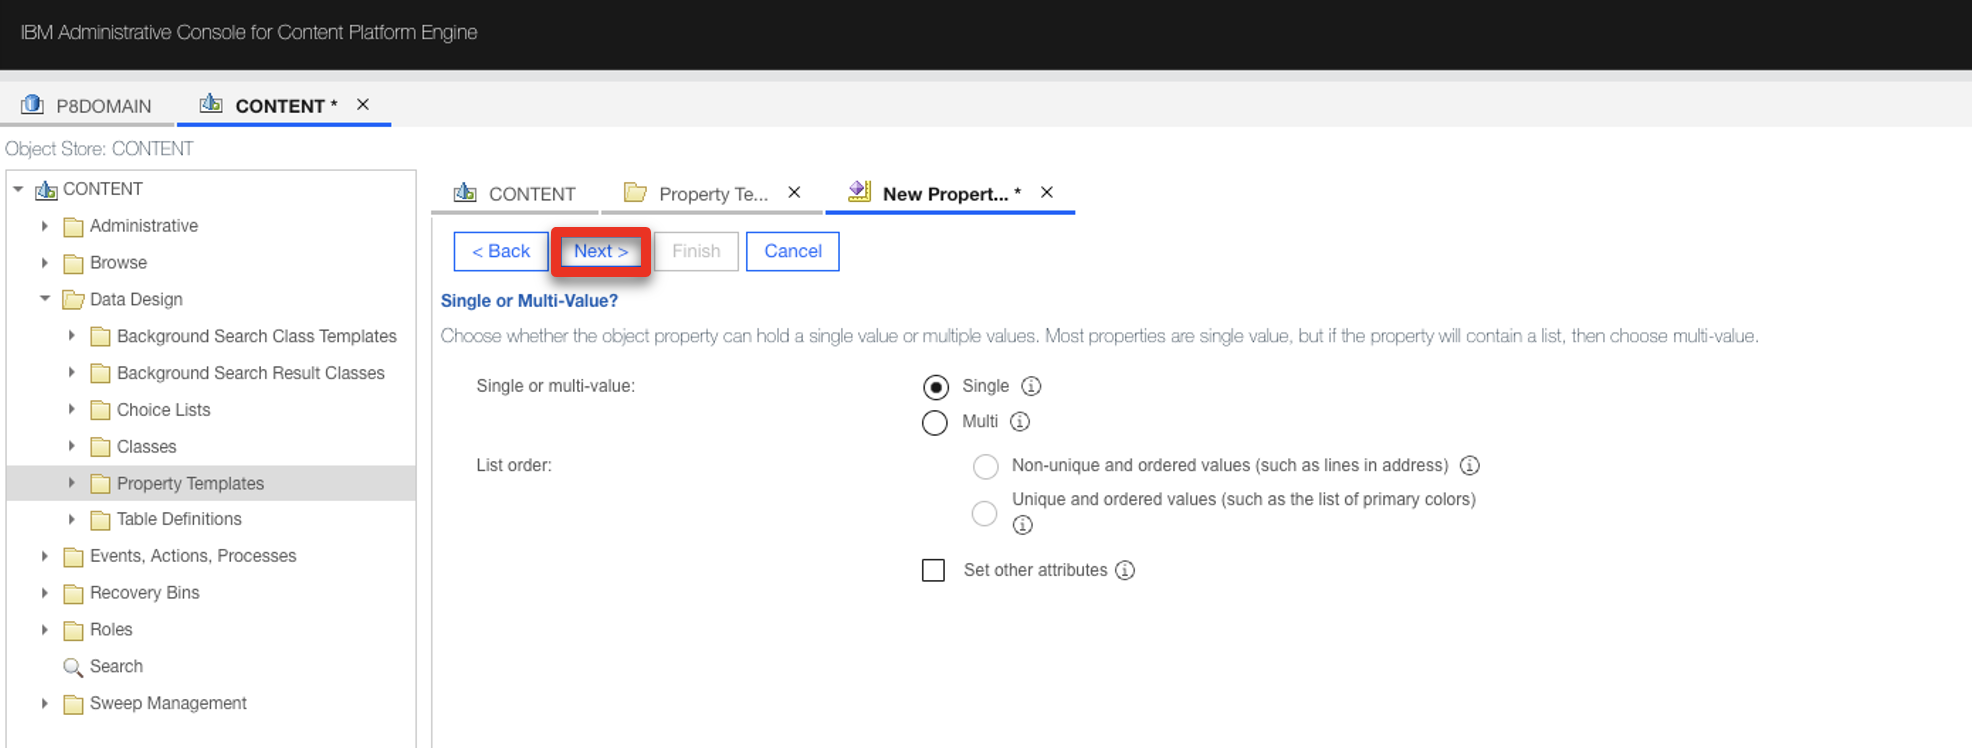 IBM Administrative Console for Content Platform Engine
P8DOMAIN
CONTENT *
Object Store: CONTENT
CONTENT
Administrative
Browse
Data Design
Background Search Class Templates
Background Search Result Classes
Choice Lists
Classes
Property Templates
Table Definitions
Events, Actions, Processes
Recovery Bins
Roles
Search
Sweep Management
CONTENT
Property Te...
New Propert... *
< Back
Next >
Finish
Cancel
Single or Multi-Value?
Choose whether the object property can hold a single value or multiple values. Most properties are single value, but if the property will contain a list, then choose multi-value.
Single or multi-value:
Single
Multi
List order:
Non-unique and ordered values (such as lines in address)
Unique and ordered values (such as the list of primary colors)
Set other attributes